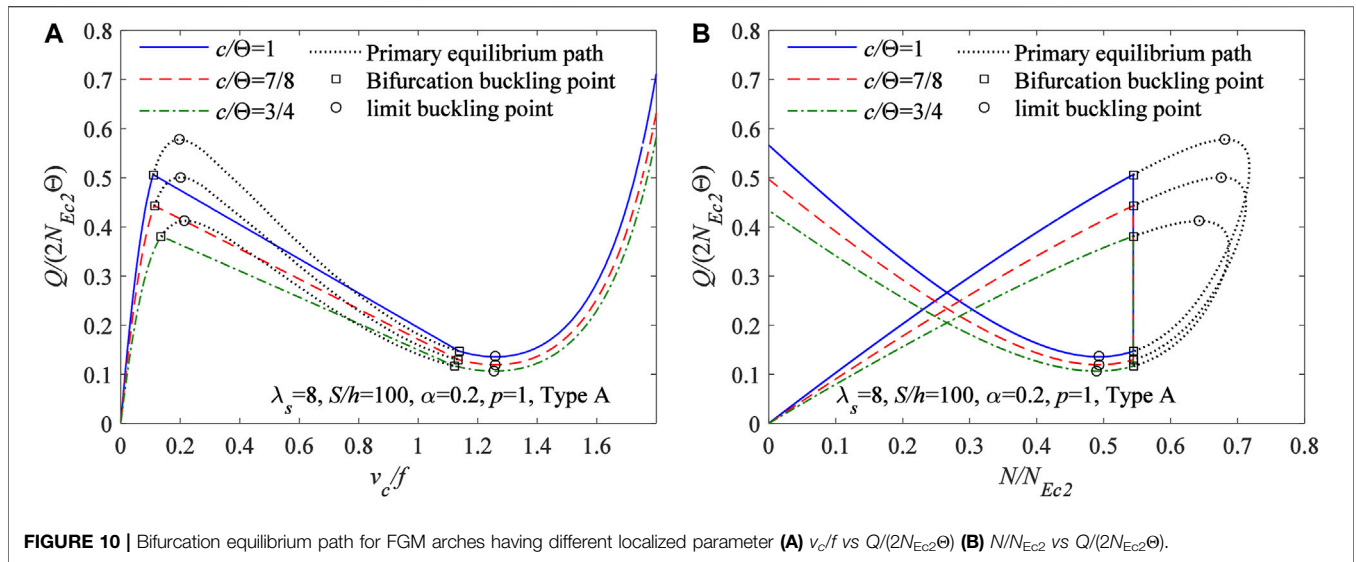 A
c/Θ=1
c/Θ=7/8
c/Θ=3/4
Primary equilibrium path
Bifurcation buckling point
limit buckling point
0.8
0.7
0.6
0.5
0.4
0.3
0.2
0.1
0
Q/(2N_Ec2Θ)
λ_s=8, S/h=100, α=0.2, p=1, Type A
0 0.2 0.4 0.6 0.8 1 1.2 1.4 1.6
v_c/f
B
c/Θ=1
c/Θ=7/8
c/Θ=3/4
Primary equilibrium path
Bifurcation buckling point
limit buckling point
0.8
0.7
0.6
0.5
0.4
0.3
0.2
0.1
0
Q/(2N_Ec2Θ)
λ_s=8, S/h=100, α=0.2, p=1, Type A
0 0.1 0.2 0.3 0.4 0.5 0.6 0.7 0.8
N/N_Ec2
FIGURE 10 | Bifurcation equilibrium path for FGM arches having different localized parameter (A) v_c/f vs Q/(2N_Ec2Θ) (B) N/N_Ec2 vs Q/(2N_Ec2Θ).